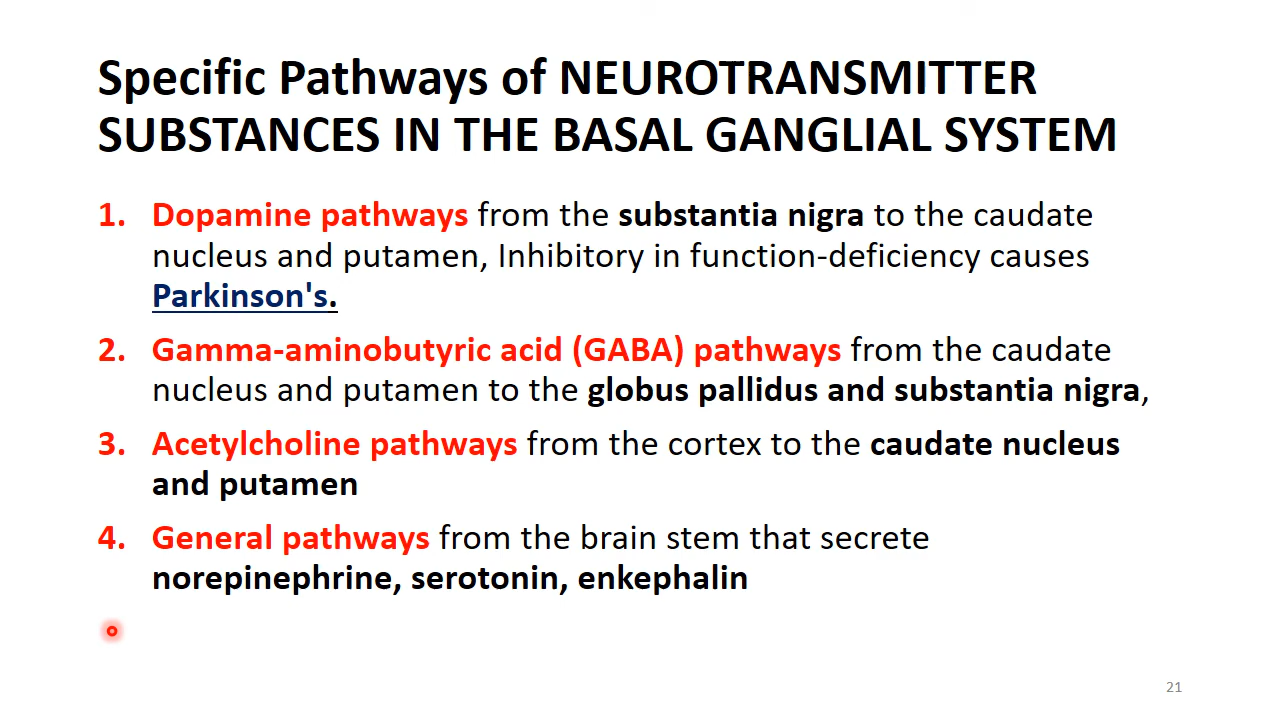 Specific Pathways of NEUROTRANSMITTER
SUBSTANCES IN THE BASAL GANGLIAL SYSTEM
1. Dopamine pathways from the substantia nigra to the caudate
nucleus and putamen, Inhibitory in function-deficiency causes
Parkinson's.
2. Gamma-aminobutyric acid (GABA) pathways from the caudate
nucleus and putamen to the globus pallidus and substantia nigra,
3. Acetylcholine pathways from the cortex to the caudate nucleus
and putamen
4. General pathways from the brain stem that secrete
norepinephrine, serotonin, enkephalin
21